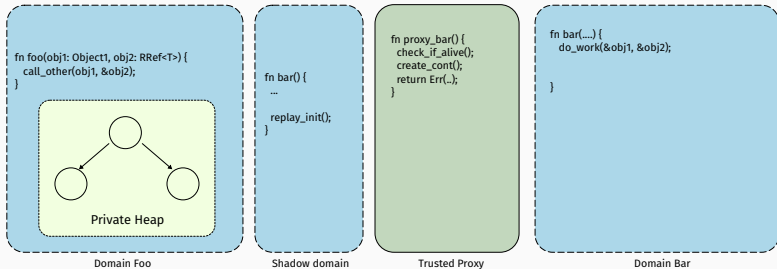 fn foo(obj1: Object1, obj2: RRef<T>) {
call_other(obj1, &obj2);
}
Private Heap
Domain Foo
fn bar() {
...
replay_init();
}
Shadow domain
fn proxy_bar() {
check_if_alive();
create_cont();
return Err(..);
}
Trusted Proxy
fn bar(....) {
do_work(&obj1, &obj2);
}
Domain Bar